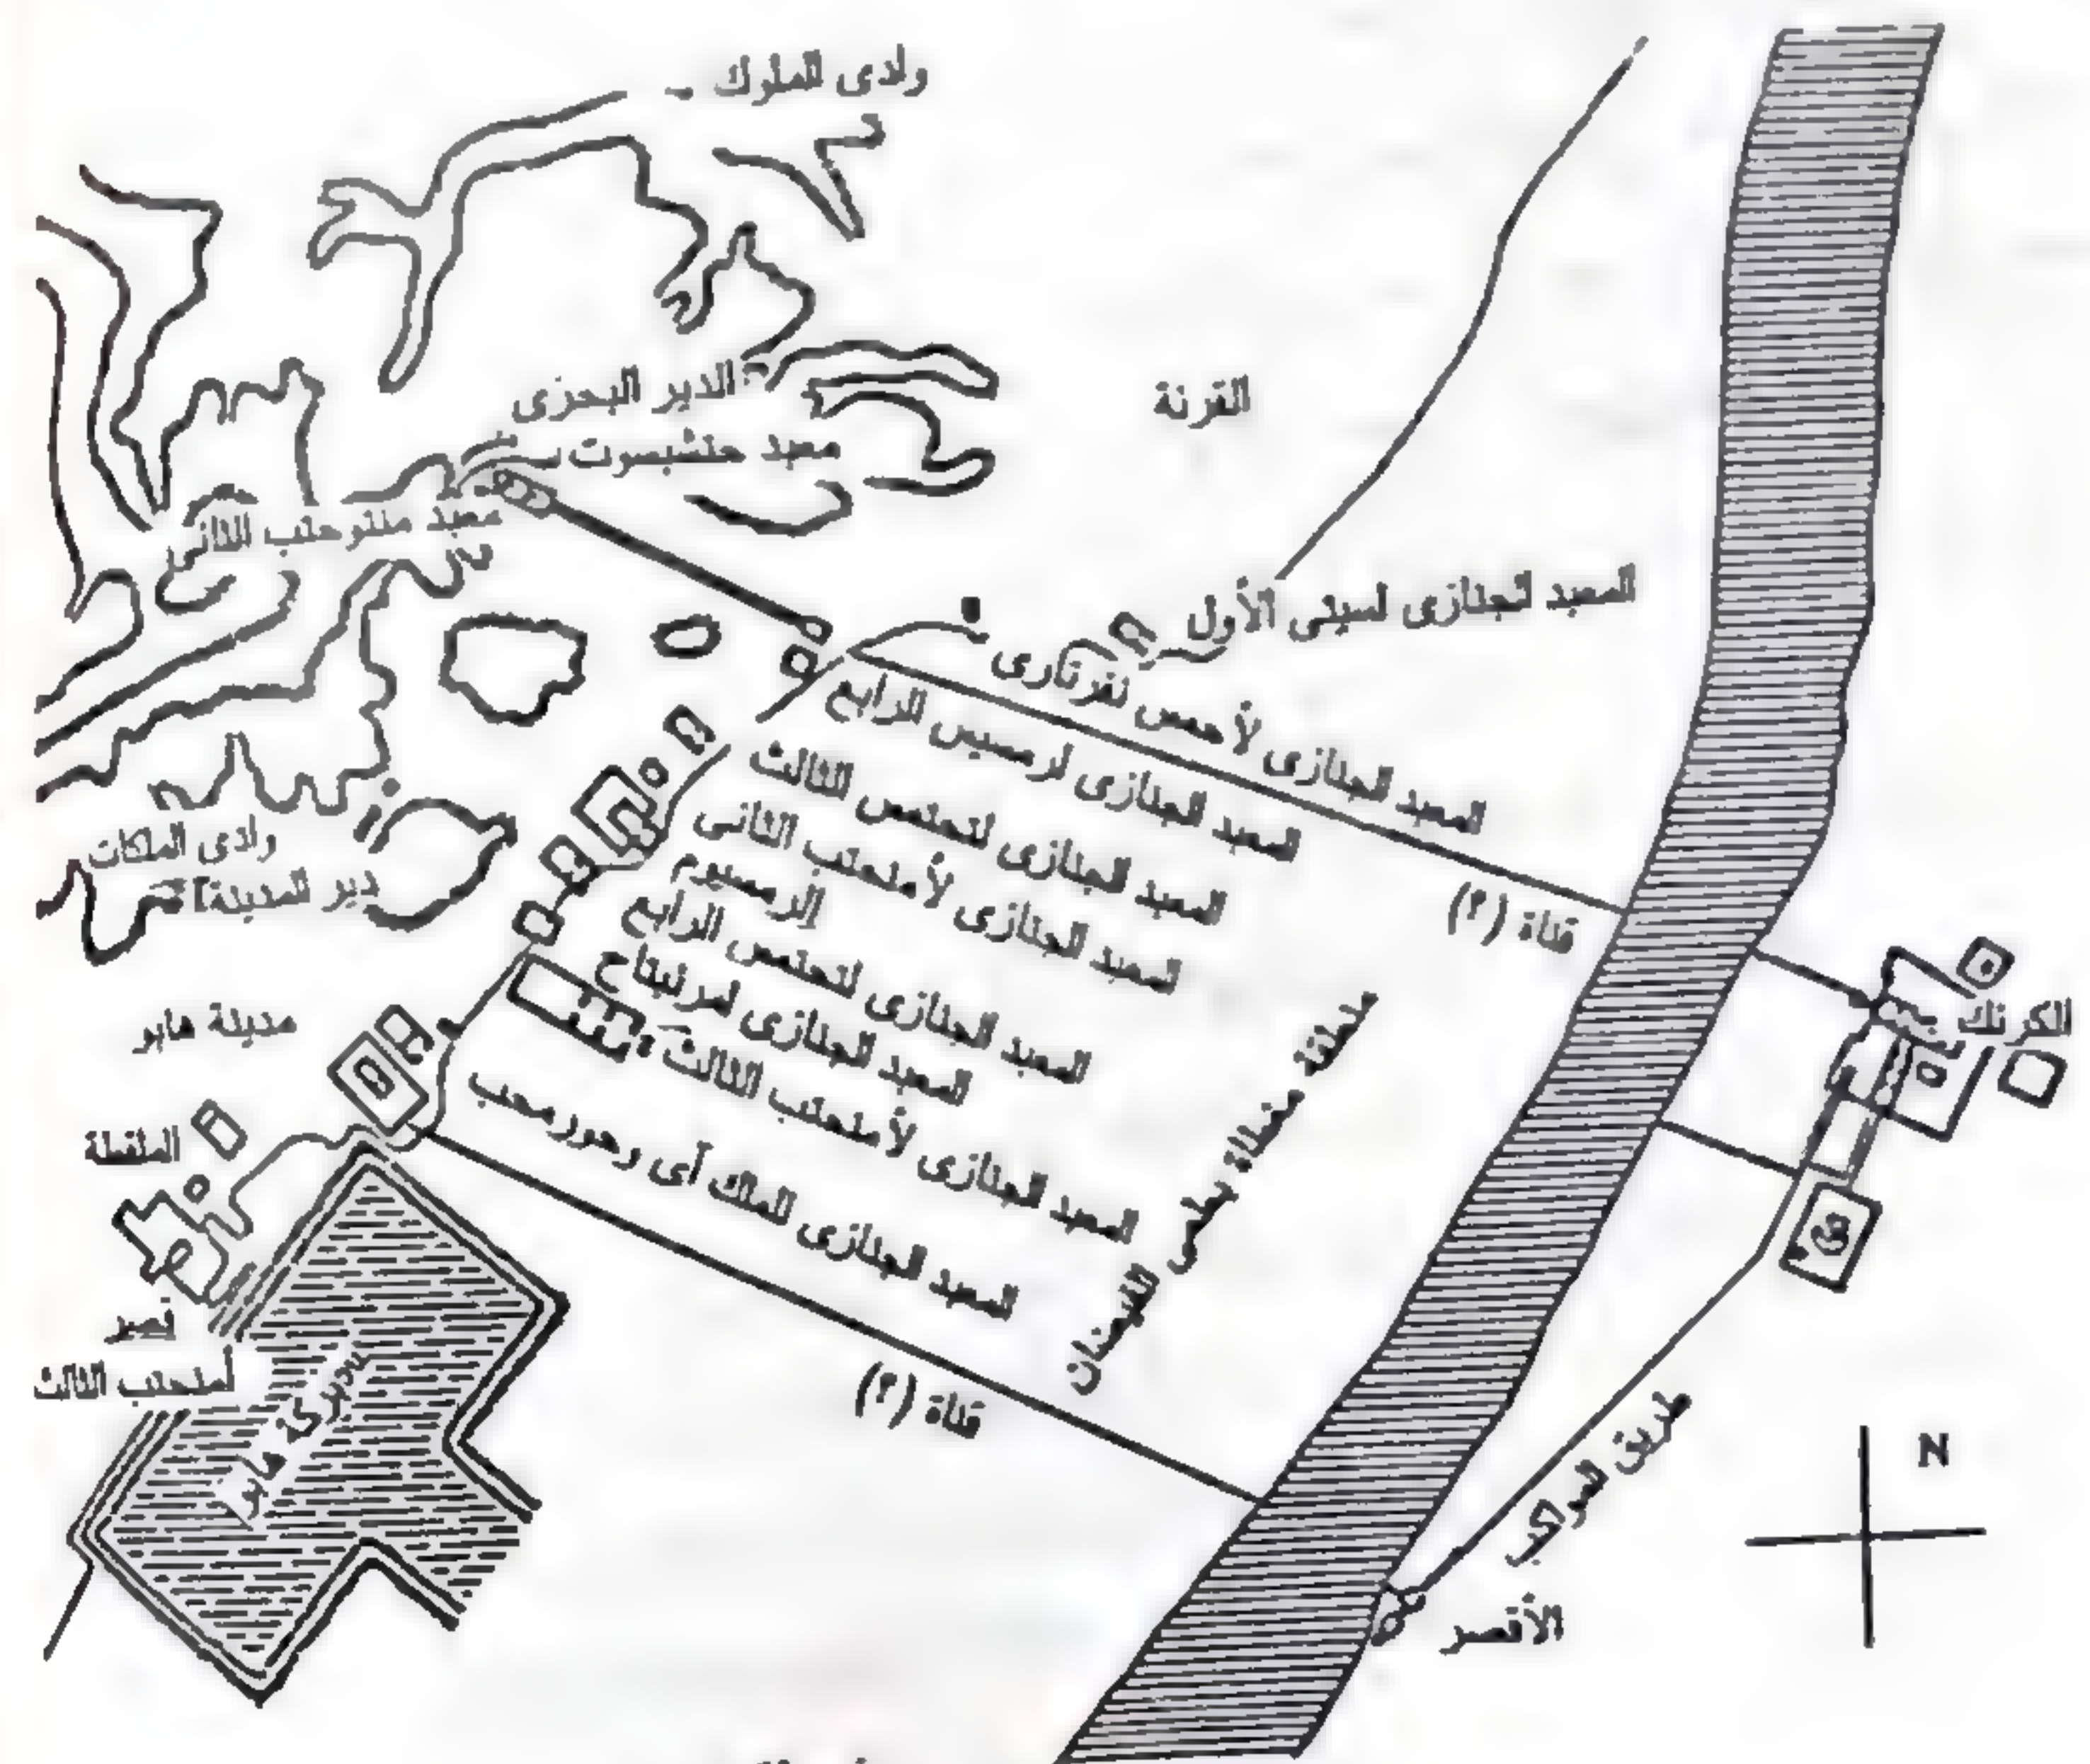 وادى الملوك
الدير البحرى
معبد حتشبسوت
القرنة
معبد منتوحتب الثانى
المعبد الجنازى لسيتى الأول
المعبد الجنازى لأحمس نفرتارى
المعبد الجنازى لرمسيس الرابع
المعبد الجنازى لتحتمس الثالث
المعبد الجنازى لأمنحتب الثانى
الرمسيوم
المعبد الجنازى لتحتمس الرابع
المعبد الجنازى لمرنبتاح
المعبد الجنازى لأمنحتب الثالث
المعبد الجنازى للملك آى وحورمحب
وادى الملكات
دير المدينة
قناة (؟)
منطقة مغطاة بطمى الفيضان
الكرنك
مدينة هابو
الملقطة
قصر
أمنحتب الثالث
بركة هابو
قناة (؟)
طريق المواكب
الأقصر
N